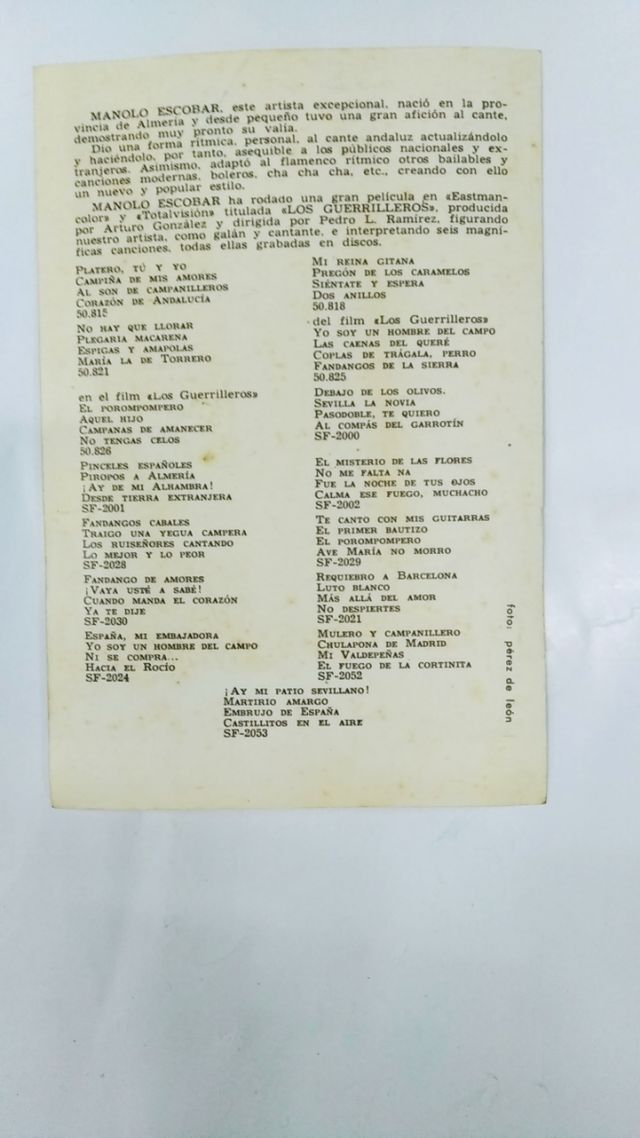 MANOLO ESCOBAR, este artista excepcional, nació en la pro-
vincia de Almería y desde pequeño tuvo una gran afición al cante,
demostrando muy pronto su valía.
Dio una forma rítmica, personal, al cante andaluz actualizándolo
y haciéndolo, por tanto, asequible a los públicos nacionales y ex-
tranjeros. Asimismo, adaptó al flamenco rítmico otros bailables y
canciones modernas, boleros, cha cha cha, etc., creando con ello
un nuevo y popular estilo.
MANOLO ESCOBAR ha rodado una gran película en «Eastman-
color» y «Totalvisión» titulada «LOS GUERRILLEROS», producida
por Arturo González y dirigida por Pedro L. Ramírez, figurando
nuestro artista, como galán y cantante, e interpretando seis magní-
ficas canciones, todas ellas grabadas en discos.
PLATERO, TÚ Y YO
CAMPIÑA DE MIS AMORES
AL SON DE CAMPANILLEROS
CORAZÓN DE ANDALUCÍA
50.815
MI REINA GITANA
PREGÓN DE LOS CARAMELOS
SIÉNTATE Y ESPERA
DOS ANILLOS
50.818
NO HAY QUE LLORAR
PLEGARIA MACARENA
ESPIGAS Y AMAPOLAS
MARÍA LA DE TORRERO
50.821
del film «Los Guerrilleros»
YO SOY UN HOMBRE DEL CAMPO
LAS CAENAS DEL QUERÉ
COPLAS DE TRÁGALA, PERRO
FANDANGOS DE LA SIERRA
50.825
en el film «Los Guerrilleros»
EL POROMPOMPERO
AQUEL HIJO
CAMPANAS DE AMANECER
NO TENGAS CELOS
50.826
DEBAJO DE LOS OLIVOS.
SEVILLA LA NOVIA
PASODOBLE, TE QUIERO
AL COMPÁS DEL GARROTÍN
SF-2000
PINCELES ESPAÑOLES
PIROPOS A ALMERÍA
¡AY DE MI ALHAMBRA!
DESDE TIERRA EXTRANJERA
SF-2001
EL MISTERIO DE LAS FLORES
NO ME FALTA NA
FUE LA NOCHE DE TUS OJOS
CALMA ESE FUEGO, MUCHACHO
SF-2002
FANDANGOS CABALES
TRAIGO UNA YEGUA CAMPERA
LOS RUISEÑORES CANTANDO
LO MEJOR Y LO PEOR
SF-2028
TE CANTO CON MIS GUITARRAS
EL PRIMER BAUTIZO
EL POROMPOMPERO
AVE MARÍA NO MORRO
SF-2029
FANDANGO DE AMORES
¡VAYA USTÉ A SABÉ!
CUANDO MANDA EL CORAZÓN
YA TE DIJE
SF-2030
REQUIEBRO A BARCELONA
LUTO BLANCO
MÁS ALLÁ DEL AMOR
NO DESPIERTES
SF-2021
ESPAÑA, MI EMBAJADORA
YO SOY UN HOMBRE DEL CAMPO
NI SE COMPRA...
HACIA EL ROCÍO
SF-2024
MULERO Y CAMPANILLERO
CHULAPONA DE MADRID
MI VALDEPEÑAS
EL FUEGO DE LA CORTINITA
SF-2052
¡AY MI PATIO SEVILLANO!
MARTIRIO AMARGO
EMBRUJO DE ESPAÑA
CASTILLITOS EN EL AIRE
SF-2053
foto: pérez de león